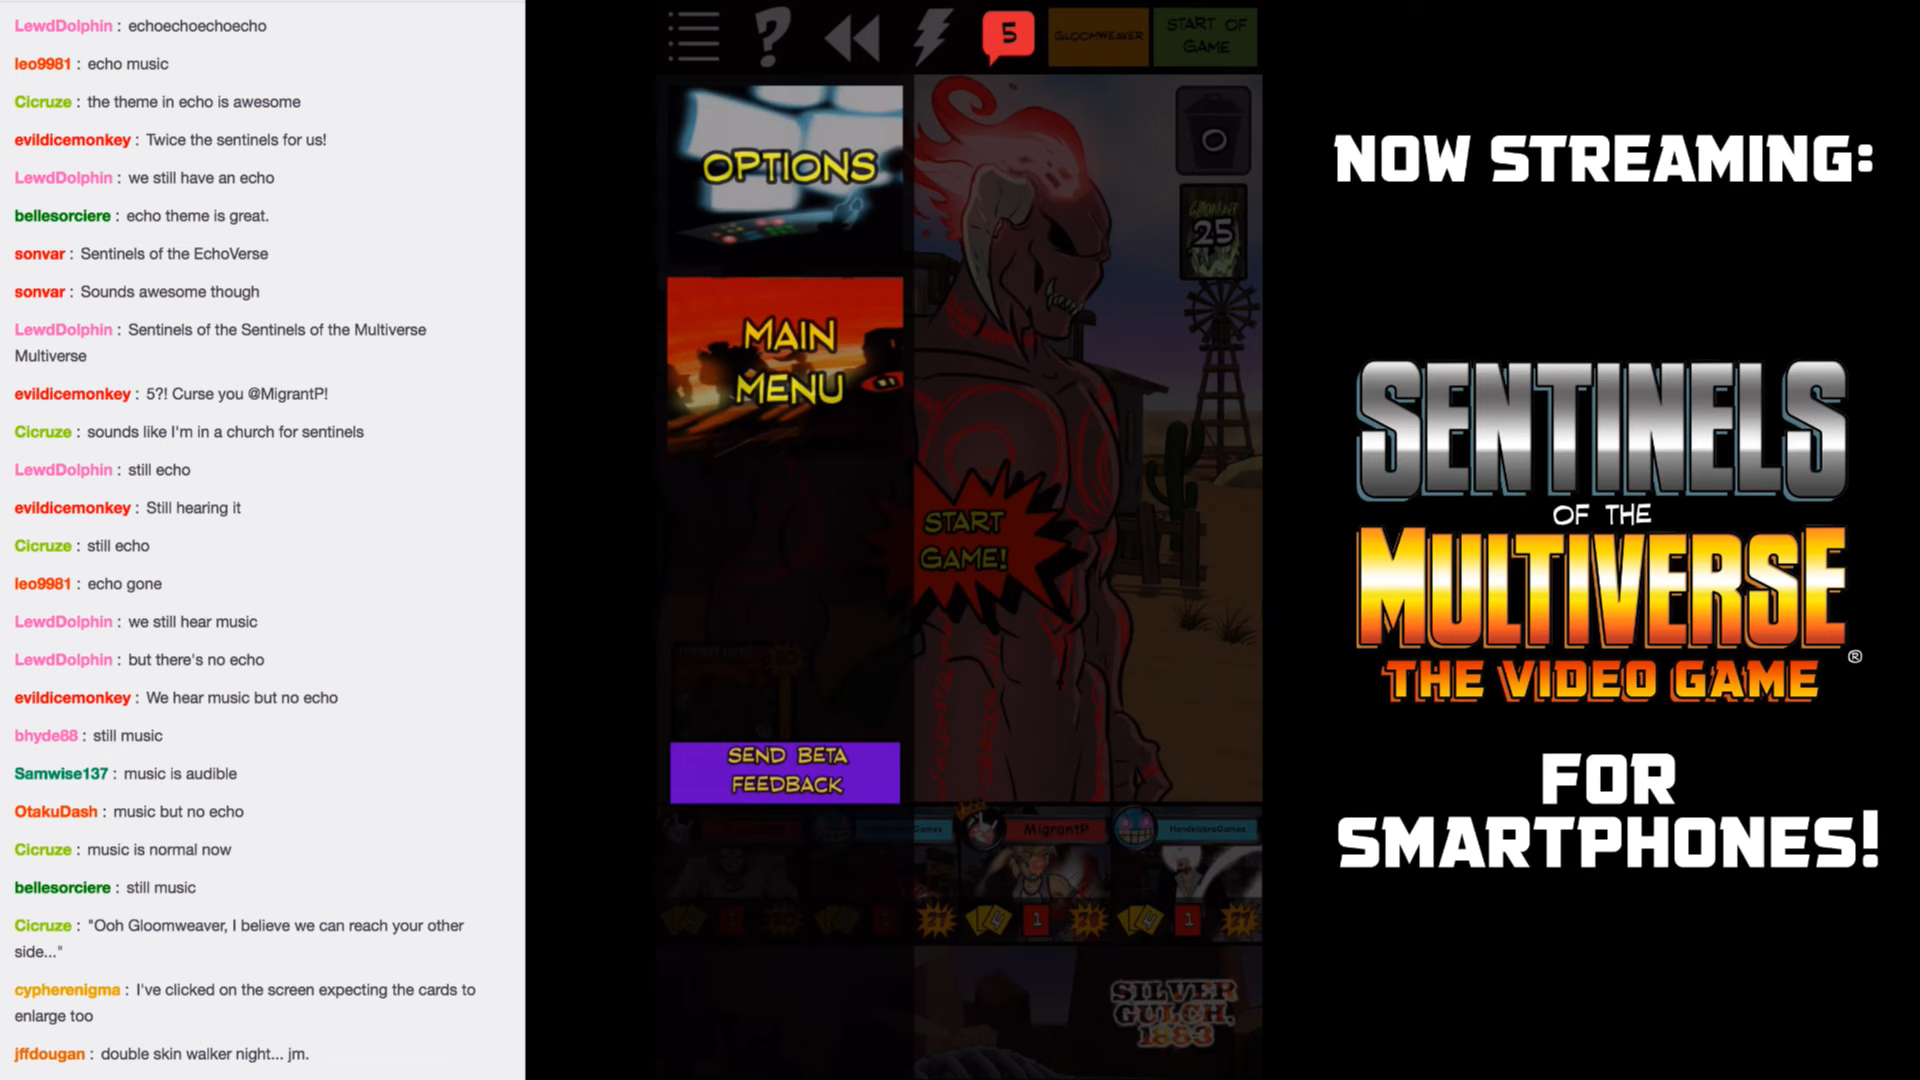 LewdDolphin : echoechoechoecho
leo9981 : echo music
Cicruze : the theme in echo is awesome
evildicemonkey : Twice the sentinels for us!
LewdDolphin : we still have an echo
bellesorciere : echo theme is great.
sonvar : Sentinels of the EchoVerse
sonvar : Sounds awesome though
LewdDolphin : Sentinels of the Sentinels of the Multiverse
Multiverse
evildicemonkey : 5?! Curse you @MigrantP!
Cicruze : sounds like I'm in a church for sentinels
LewdDolphin : still echo
evildicemonkey : Still hearing it
Cicruze : still echo
leo9981 : echo gone
LewdDolphin : we still hear music
LewdDolphin : but there's no echo
evildicemonkey : We hear music but no echo
bhyde88 : still music
Samwise137 : music is audible
OtakuDash : music but no echo
Cicruze : music is normal now
bellesorciere : still music
Cicruze : "Ooh Gloomweaver, I believe we can reach your other
side..."
cypherenigma : I've clicked on the screen expecting the cards to
enlarge too
jffdougan : double skin walker night... jm.
?
5
GLOOMWEAVER
START OF
GAME
OPTIONS
0
GLOOMWEAVER
25
MAIN
MENU
START
GAME!
SEND BETA
FEEDBACK
Games
MigrantP
HandelabraGames
4
1
4
1
SILVER
GULCH,
1883
NOW STREAMING:
SENTINELS
OF THE
MULTIVERSE
®
THE VIDEO GAME
FOR
SMARTPHONES!